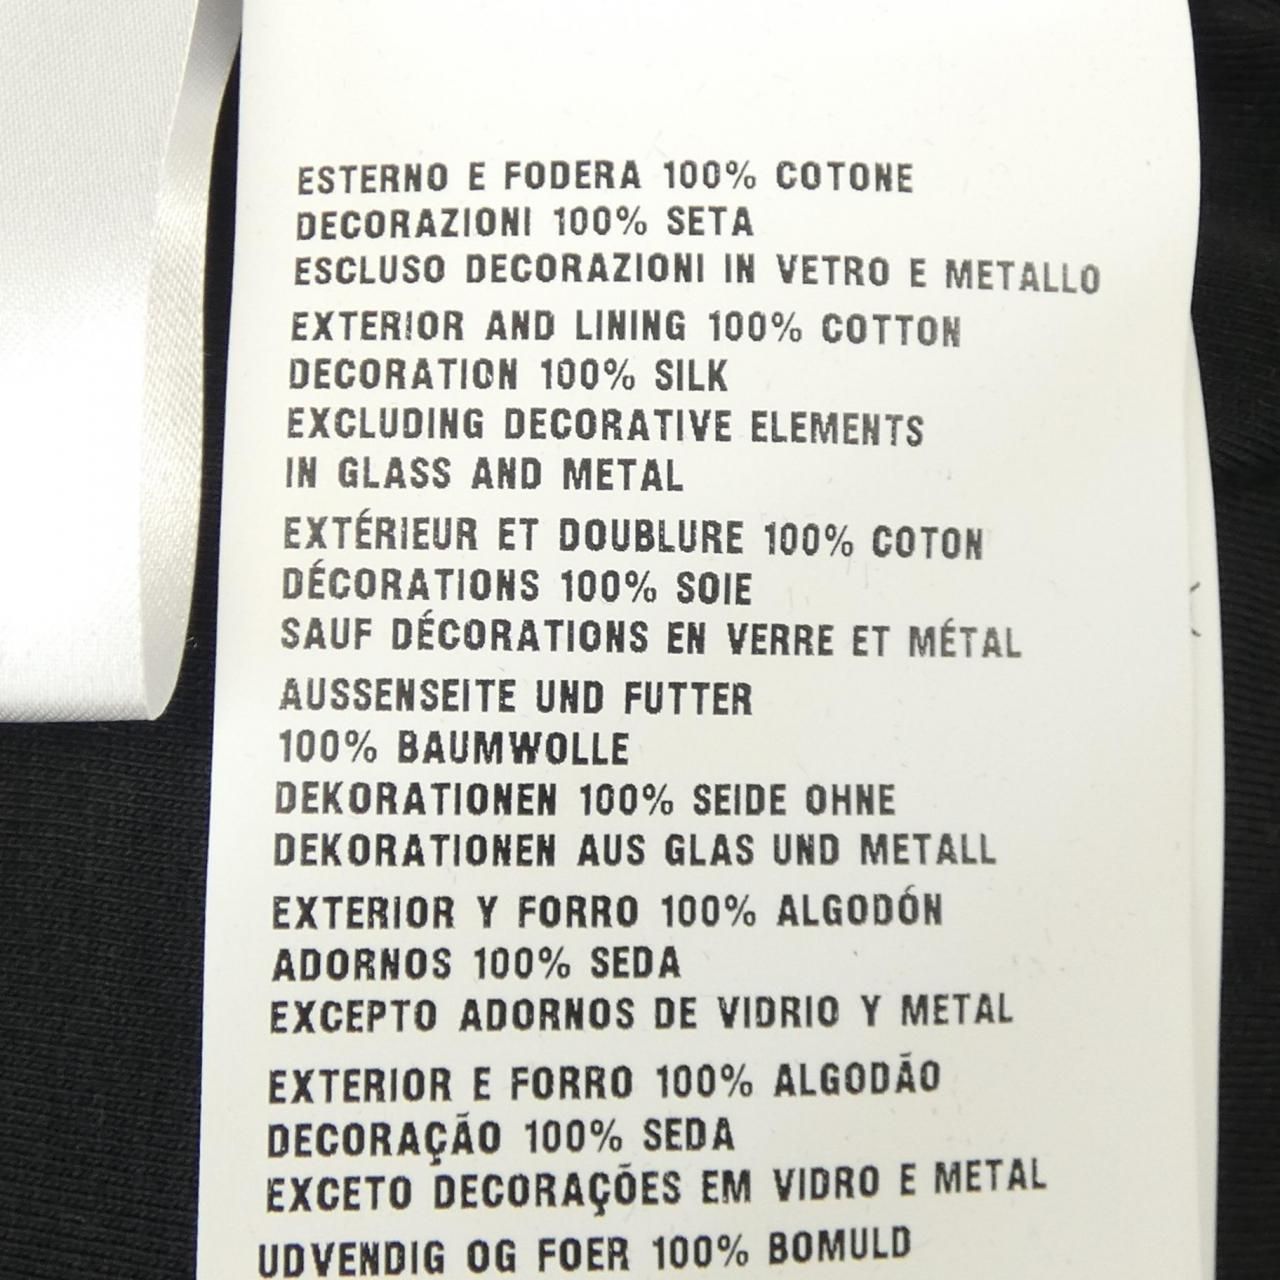 ESTERNO E FODERA 100% COTONE
DECORAZIONI 100% SETA
ESCLUSO DECORAZIONI IN VETRO E METALLO
EXTERIOR AND LINING 100% COTTON
DECORATION 100% SILK
EXCLUDING DECORATIVE ELEMENTS
IN GLASS AND METAL
EXTÉRIEUR ET DOUBLURE 100% COTON
DÉCORATIONS 100% SOIE
SAUF DÉCORATIONS EN VERRE ET MÉTAL
AUSSENSEITE UND FUTTER
100% BAUMWOLLE
DEKORATIONEN 100% SEIDE OHNE
DEKORATIONEN AUS GLAS UND METALL
EXTERIOR Y FORRO 100% ALGODÓN
ADORNOS 100% SEDA
EXCEPTO ADORNOS DE VIDRIO Y METAL
EXTERIOR E FORRO 100% ALGODÃO
DECORAÇÃO 100% SEDA
EXCETO DECORAÇÕES EM VIDRO E METAL
UDVENDIG OG FOER 100% BOMULD